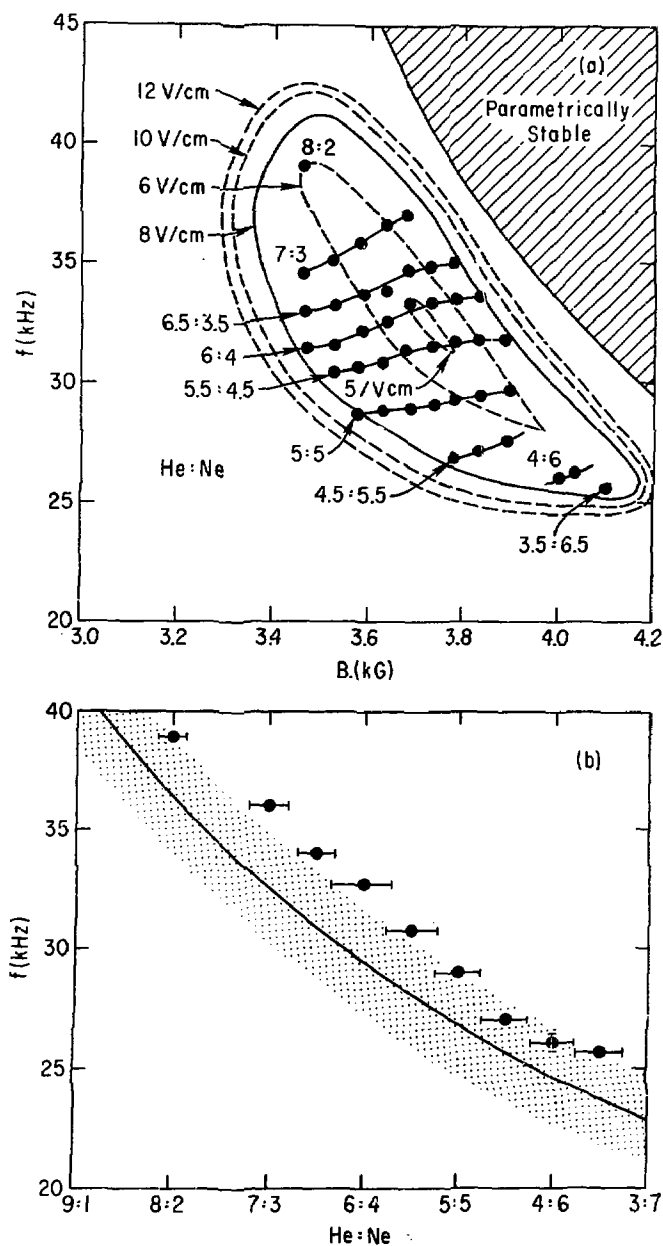 45
40
35
30
25
20
f(kHz)
3.0
3.2
3.4
3.6
3.8
4.0
4.2
B.(kG)
(a)
Parametrically
Stable
12 V/cm
10 V/cm
6 V/cm
8 V/cm
8:2
7:3
6.5:3.5
6:4
5.5:4.5
5/Vcm
5:5
He:Ne
4.5:5.5
4:6
3.5:6.5
40
35
30
25
20
f(kHz)
(b)
9:1
8:2
7:3
6:4
5:5
4:6
3:7
He:Ne